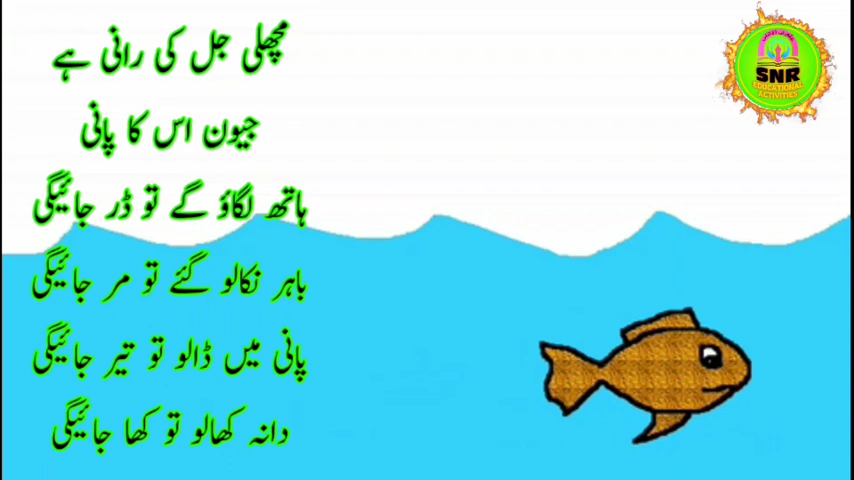 مچھلی جل کی رانی ہے
جیون اس کا پانی
ہاتھ لگاؤ گے تو ڈر جائیگی
باہر نکالو گئے تو مر جائیگی
پانی میں ڈالو تو تیر جائیگی
دانہ کھالو تو کھا جائیگی
SNR
EDUCATIONAL
ACTIVITIES